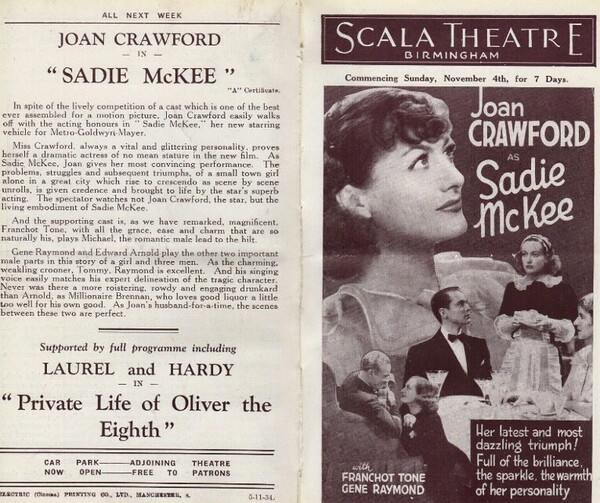 ALL NEXT WEEK
JOAN CRAWFORD
— IN —
"SADIE McKEE"
"A" Certificate.
In spite of the lively competition of a cast which is one of the best
ever assembled for a motion picture, Joan Crawford easily walks
off with the acting honours in "Sadie McKee," her new starring
vehicle for Metro-Goldwyn-Mayer.
Miss Crawford, always a vital and glittering personality, proves
herself a dramatic actress of no mean stature in the new film. As
Sadie McKee, Joan gives her most convincing performance. The
problems, struggles and subsequent triumphs, of a small town girl
alone in a great city which rise to crescendo as scene by scene
unrolls, is given credence and brought to life by the star's superb
acting. The spectator watches not Joan Crawford, the star, but the
living embodiment of Sadie McKee.
And the supporting cast is, as we have remarked, magnificent.
Franchot Tone, with all the grace, ease and charm that are so
naturally his, plays Michael, the romantic male lead to the hilt.
Gene Raymond and Edward Arnold play the other two important
male parts in this story of a girl and three men. As the charming,
weakling crooner, Tommy, Raymond is excellent. And his singing
voice easily matches his expert delineation of the tragic character.
Never was there a more roistering, rowdy and engaging drunkard
than Arnold, as Millionaire Brennan, who loves good liquor a little
too well for his own good. As Joan's husband-for-a-time, the scenes
between these two are perfect.
Supported by full programme including
LAUREL and HARDY
— IN —
"Private Life of Oliver the
Eighth"
CAR PARK—ADJOINING THEATRE
NOW OPEN—FREE TO PATRONS
ELECTRIC (Cinema) PRINTING CO., LTD., MANCHESTER, 8.
5-11-34.
SCALA THEATRE
BIRMINGHAM
Commencing Sunday, November 4th, for 7 Days.
Joan
CRAWFORD
AS
Sadie
McKee
with
FRANCHOT TONE
GENE RAYMOND
Her latest and most
dazzling triumph!
Full of the brilliance,
the sparkle, the warmth
of her personality